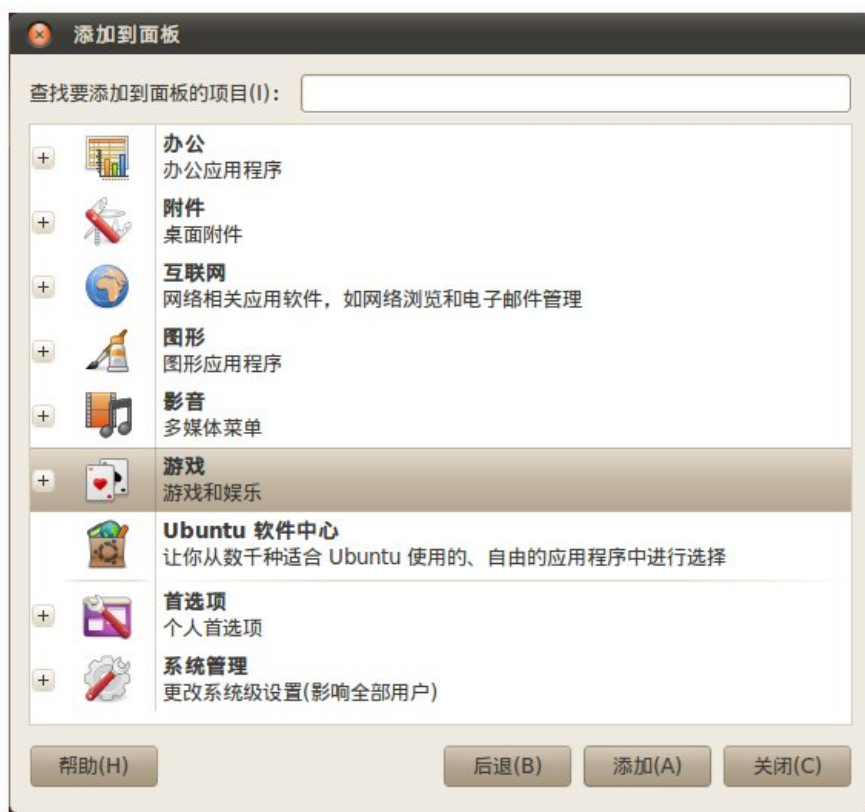 添加到面板
查找要添加到面板的项目(I)：
办公
办公应用程序
附件
桌面附件
互联网
网络相关应用软件，如网络浏览和电子邮件管理
图形
图形应用程序
影音
多媒体菜单
游戏
游戏和娱乐
Ubuntu 软件中心
让你从数千种适合 Ubuntu 使用的、自由的应用程序中进行选择
首选项
个人首选项
系统管理
更改系统级设置(影响全部用户)
帮助(H) 后退(B) 添加(A) 关闭(C)